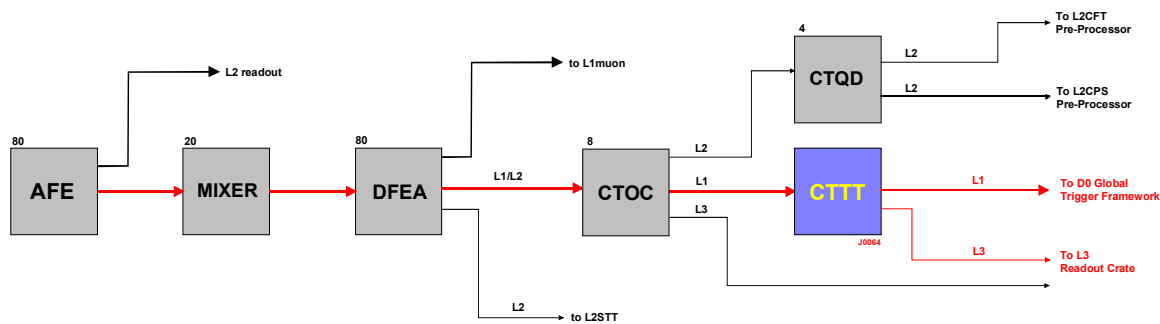 To L2CFT
Pre-Processor
4
L2
L2 readout
to L1muon
CTQD
L2
To L2CPS
Pre-Processor
80
20
80
8
L2
AFE
MIXER
DFEA
L1/L2
CTOC
L1
CTTT
L1
To D0 Global
Trigger Framework
L3
J0064
L3
To L3
Readout Crate
L2
to L2STT